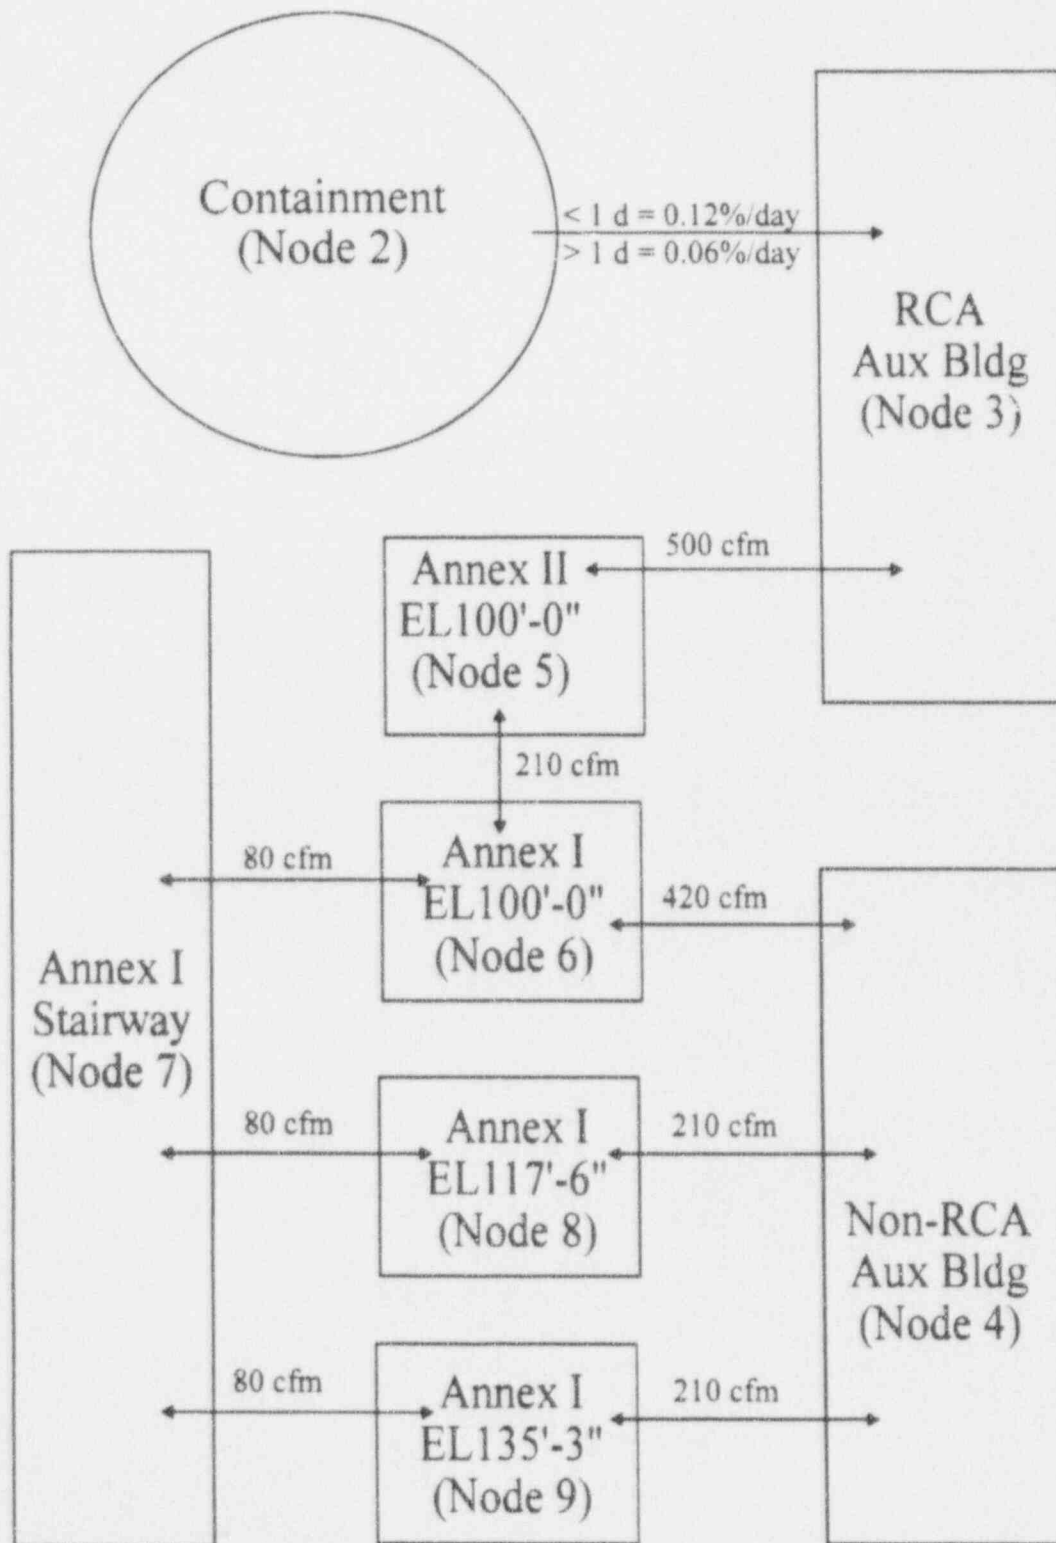 Containment
(Node 2)
< 1 d = 0.12%/day
> 1 d = 0.06%/day
RCA
Aux Bldg
(Node 3)
Annex II
EL100'-0"
(Node 5)
500 cfm
210 cfm
80 cfm
Annex I
EL100'-0"
(Node 6)
420 cfm
Annex I
Stairway
(Node 7)
80 cfm
Annex I
EL117'-6"
(Node 8)
210 cfm
Non-RCA
Aux Bldg
(Node 4)
80 cfm
Annex I
EL135'-3"
(Node 9)
210 cfm